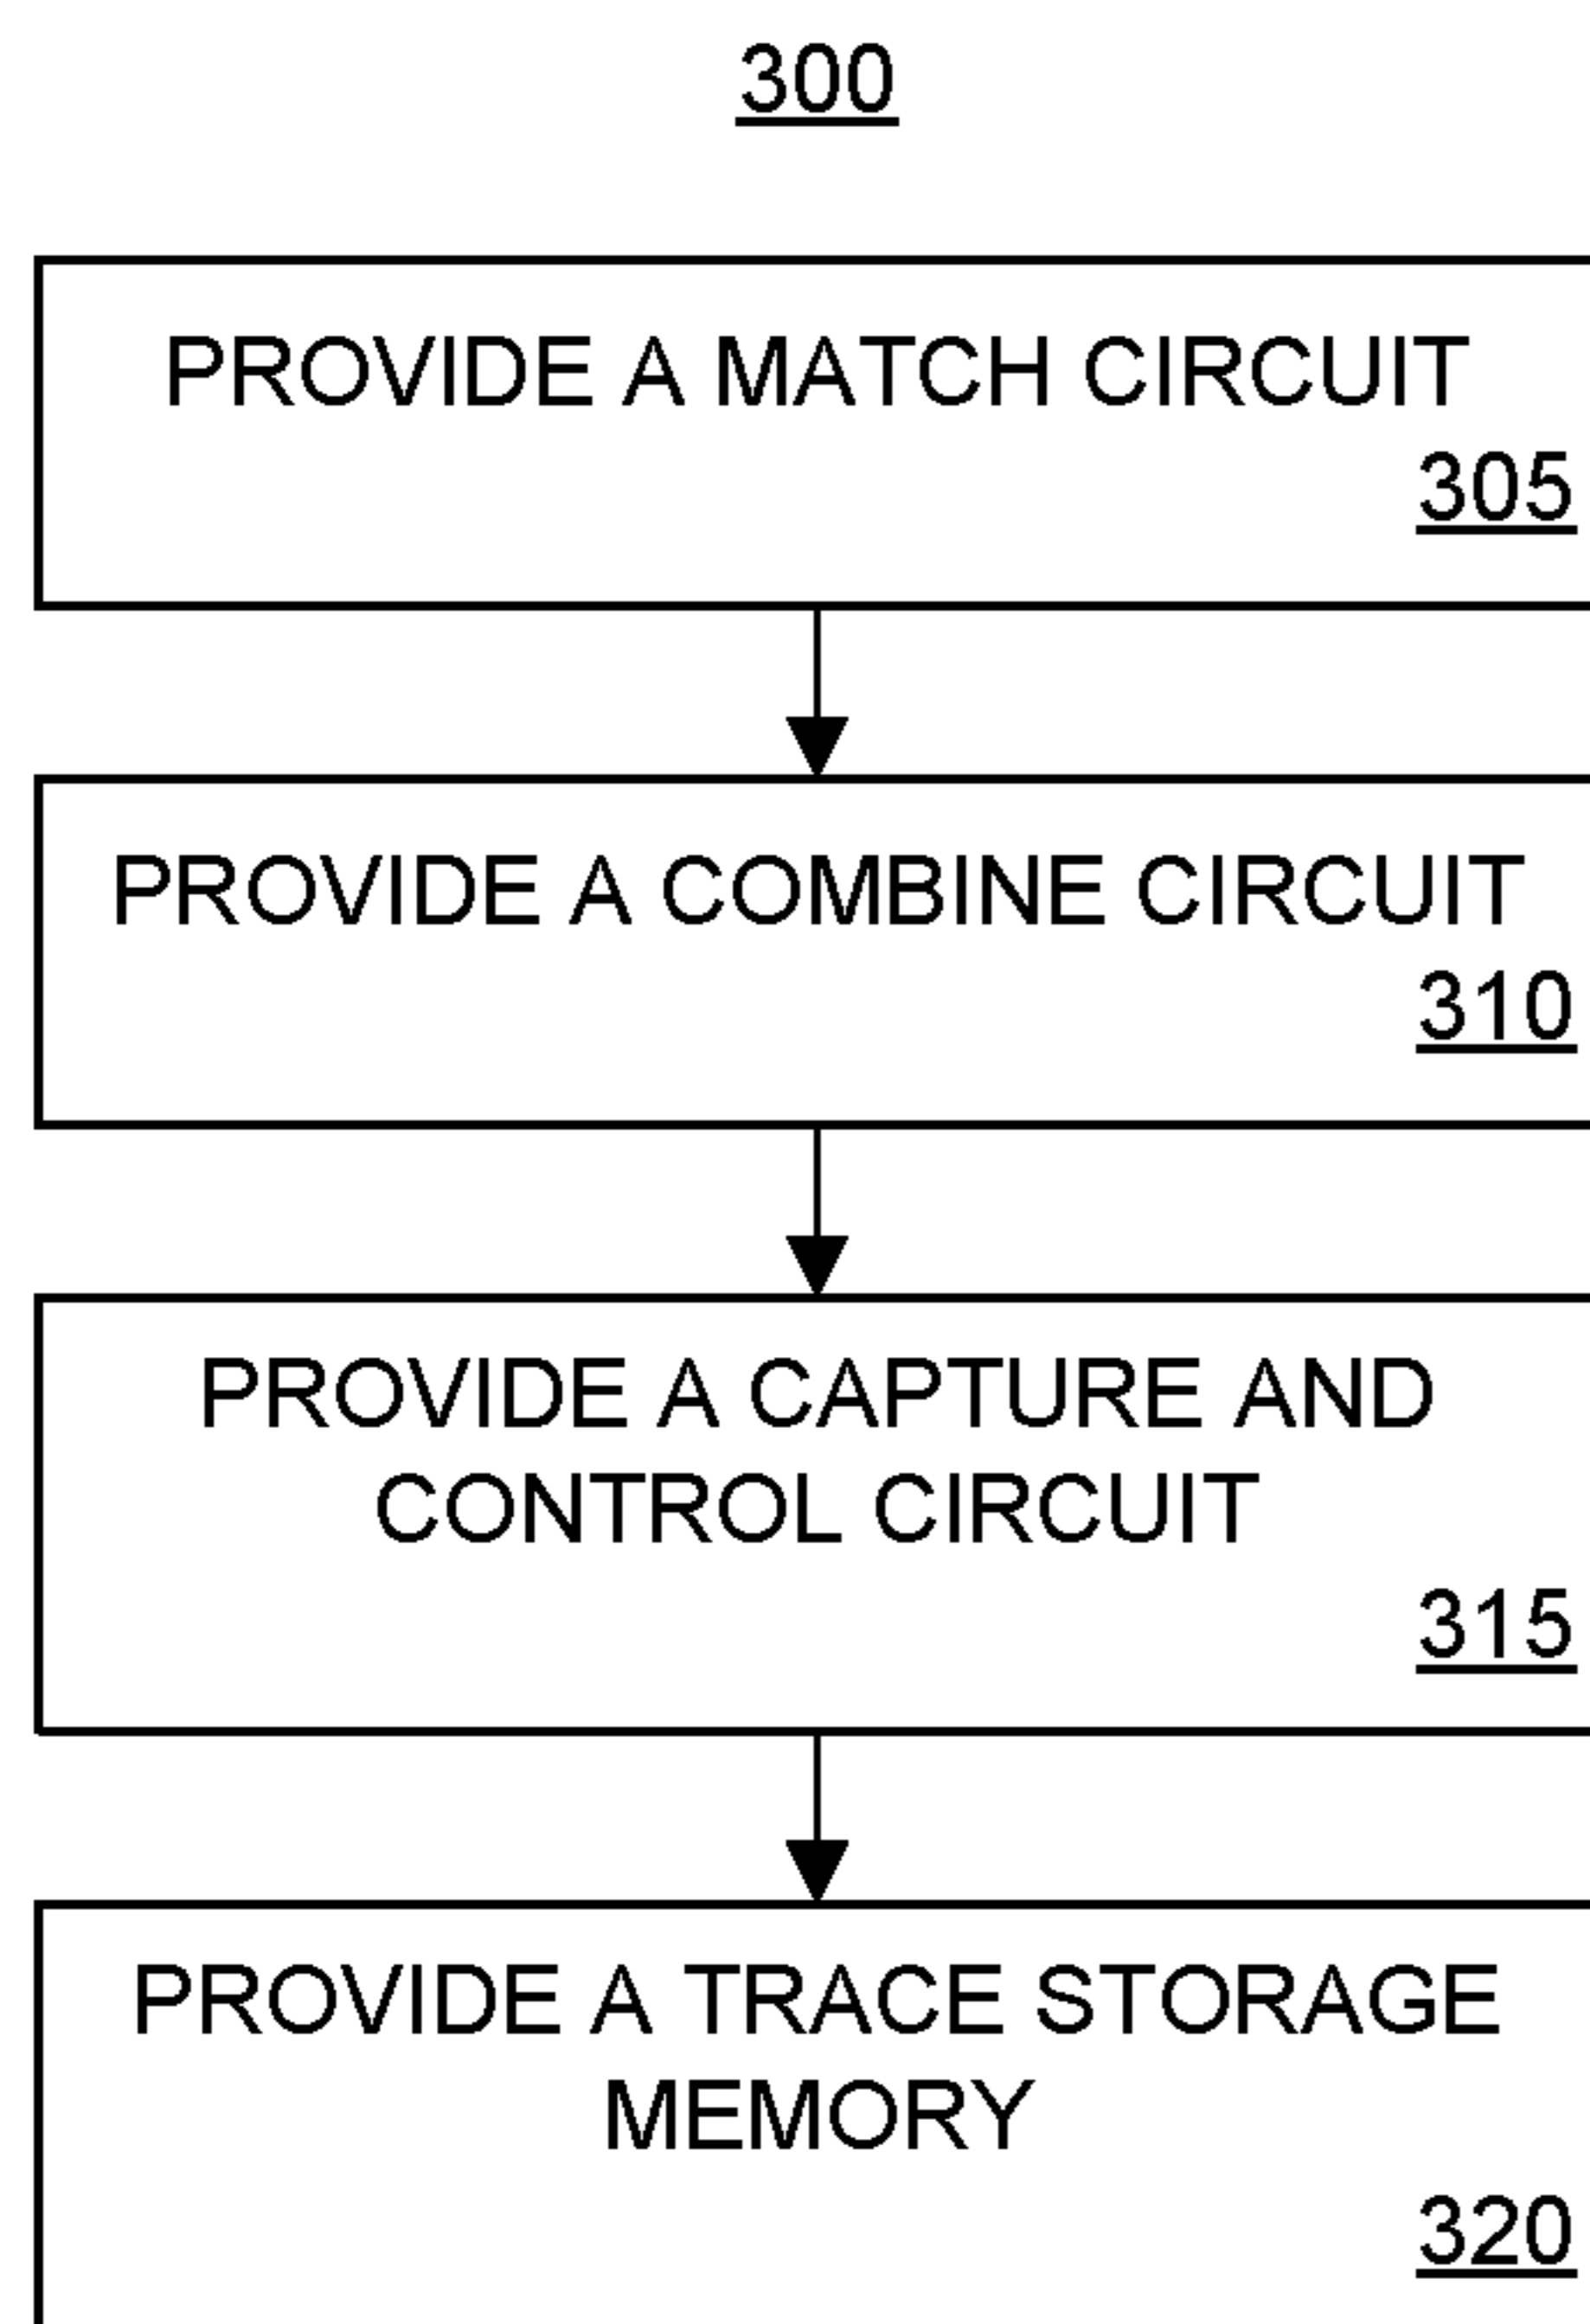 300
PROVIDE A MATCH CIRCUIT
305
PROVIDE A COMBINE CIRCUIT
310
PROVIDE A CAPTURE AND
CONTROL CIRCUIT
315
PROVIDE A TRACE STORAGE
MEMORY
320